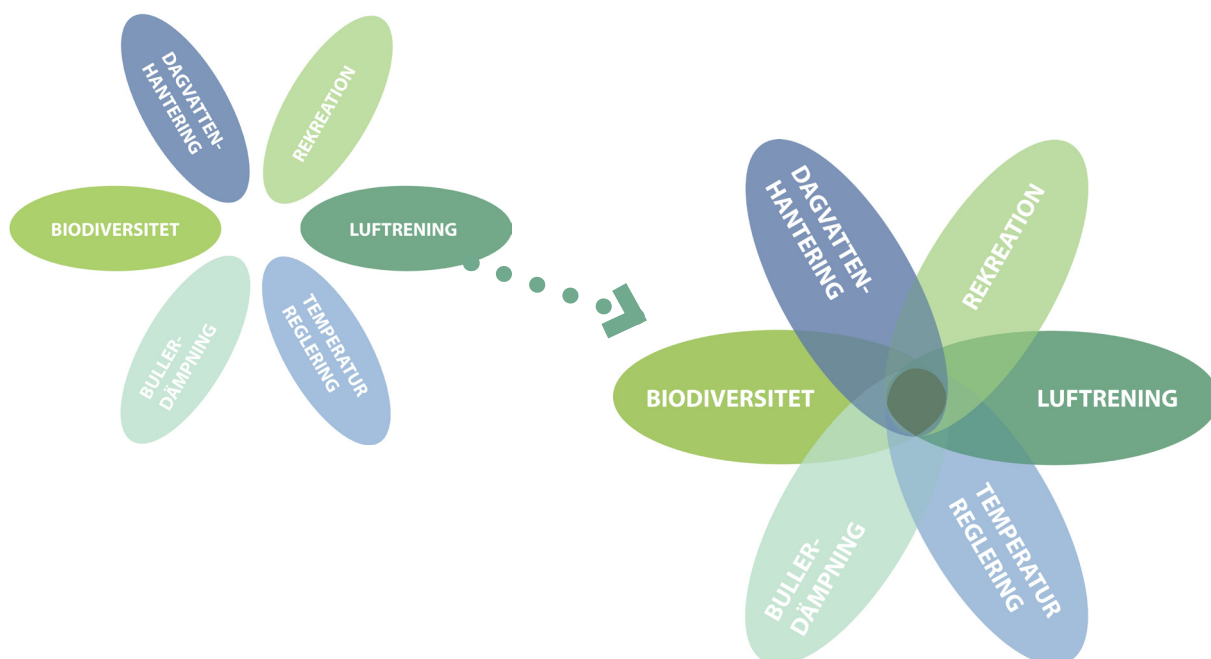 DAGVATTEN-
HANTERING
REKREATION
BIODIVERSITET
LUFTRENING
BULLER-
DÄMPNING
TEMPERATUR
REGLERING
DAGVATTEN-
HANTERING
REKREATION
BIODIVERSITET
LUFTRENING
BULLER-
DÄMPNING
TEMPERATUR
REGLERING